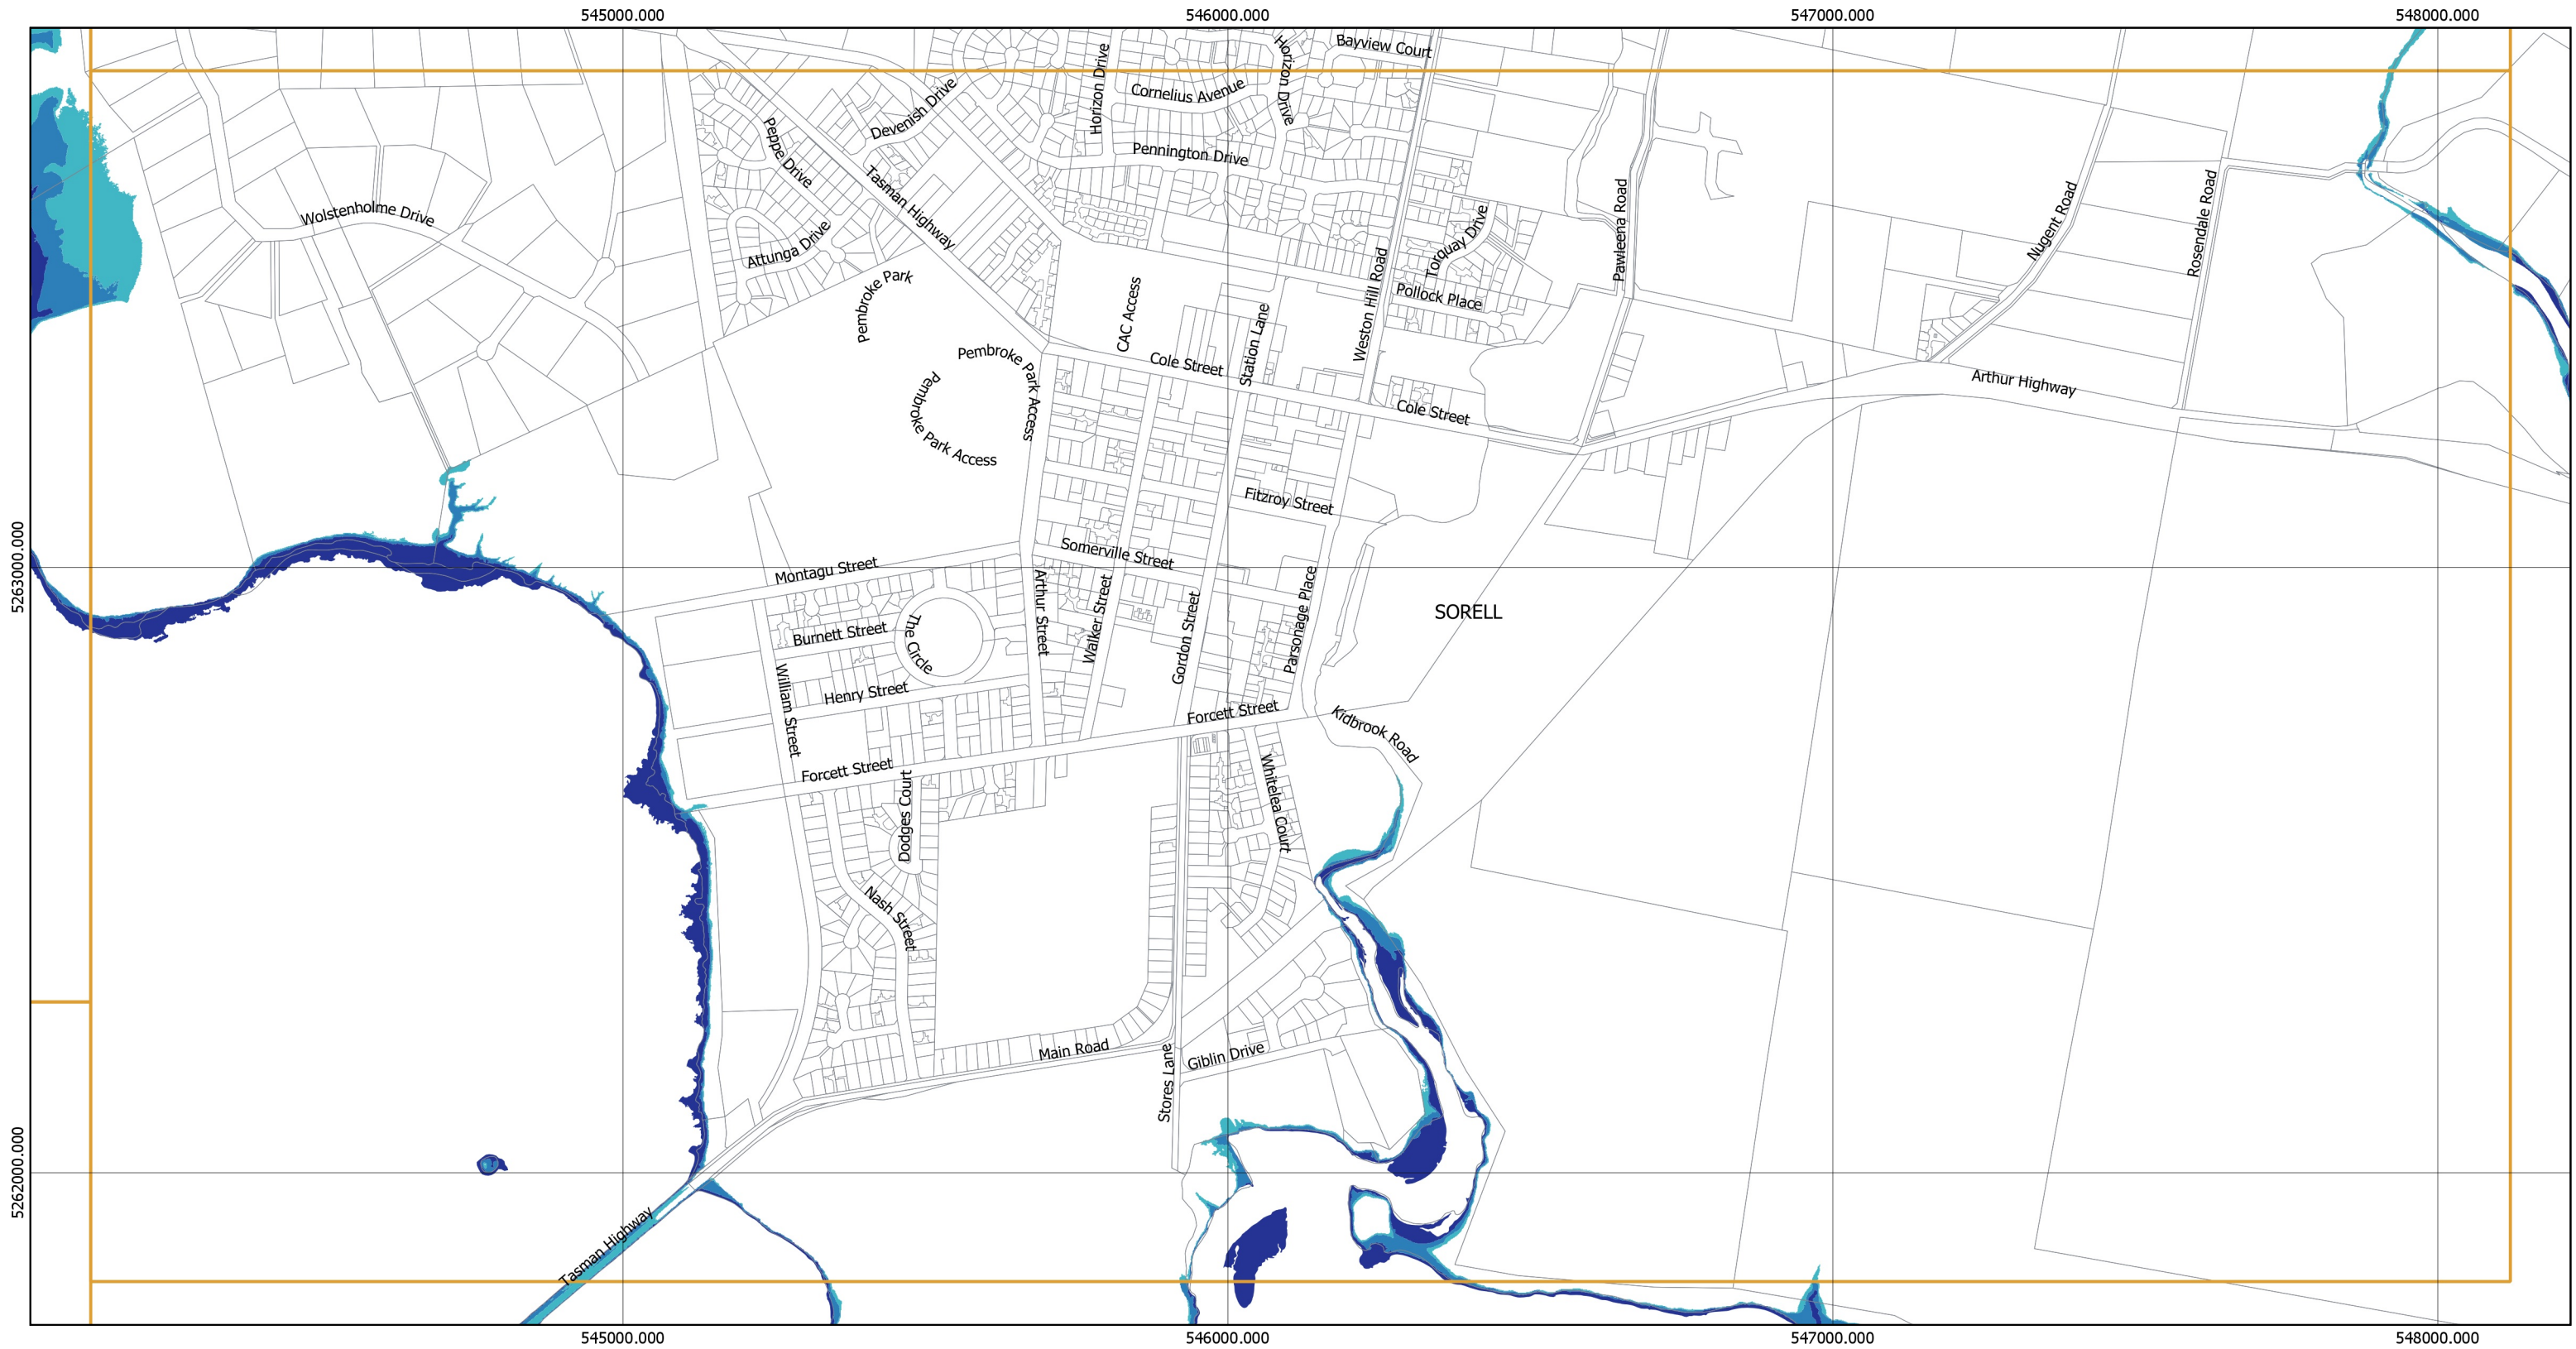 545000.000
546000.000
547000.000
548000.000
Bayview Court
Horizon Drive
Horizon Drive
Cornelius Avenue
Devenish Drive
Peppe Drive
Pennington Drive
Tasman Highway
Wolstenholme Drive
Attunga Drive
Torquay Drive
Pawleena Road
Nugent Road
Rosendale Road
Pembroke Park
CAC Access
Station Lane
Weston Hill Road
Pollock Place
Pembroke Park Access
Cole Street
Arthur Highway
Pembroke Park Access
Cole Street
Fitzroy Street
5263000.000
Somerville Street
Montagu Street
Arthur Street
Walker Street
Gordon Street
Parsonage Place
SORELL
Burnett Street
The Circle
Henry Street
William Street
Forcett Street
Kidbrook Road
Forcett Street
Dodges Court
Whitelea Court
Nash Street
Main Road
Giblin Drive
Stores Lane
5262000.000
Tasman Highway
545000.000
546000.000
547000.000
548000.000